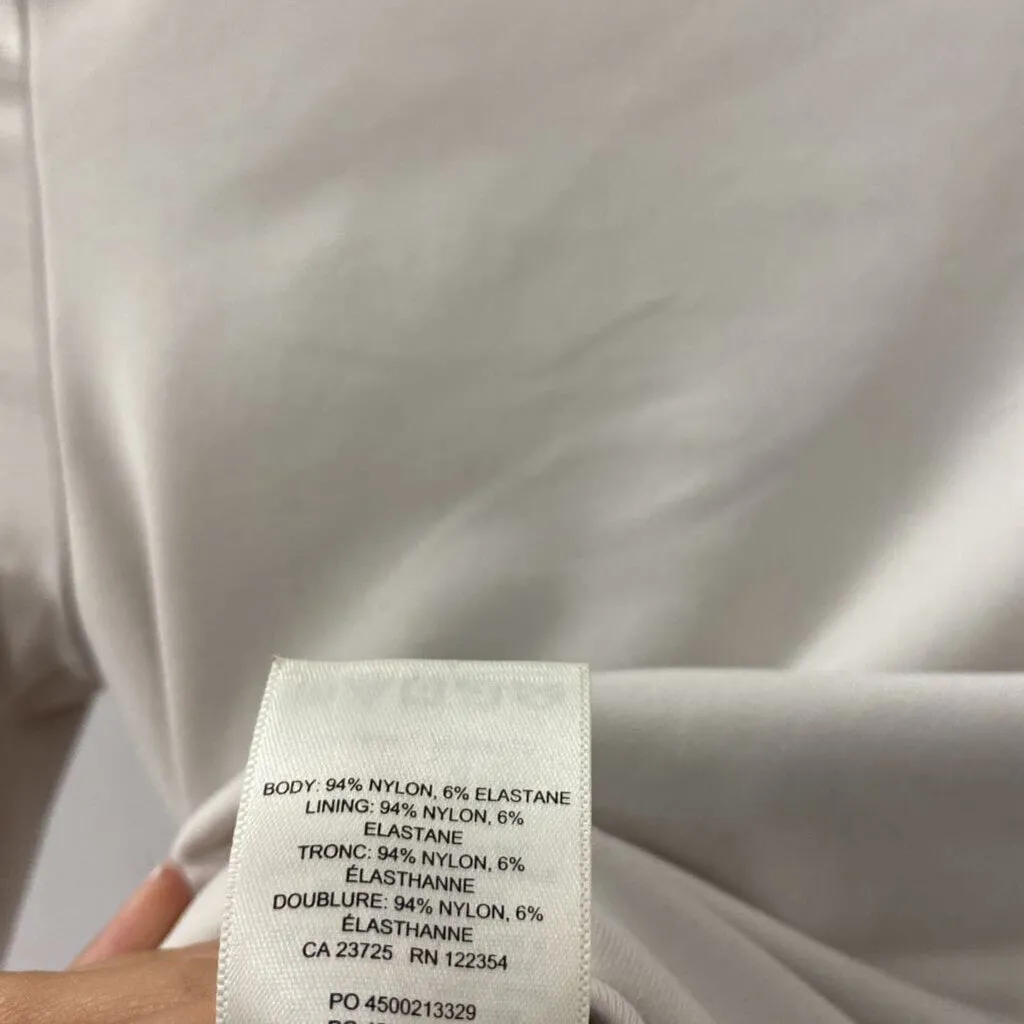 BODY: 94% NYLON, 6% ELASTANE
LINING: 94% NYLON, 6%
ELASTANE
TRONC: 94% NYLON, 6%
ÉLASTHANNE
DOUBLURE: 94% NYLON, 6%
ÉLASTHANNE
CA 23725 RN 122354
PO 4500213329